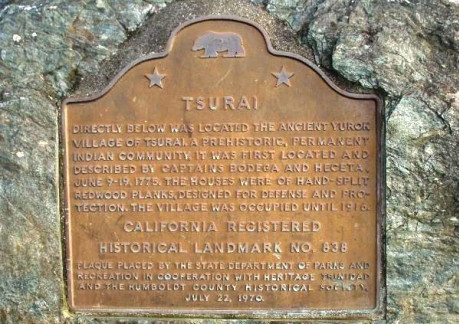 TSURAI
DIRECTLY BELOW WAS LOCATED THE ANCIENT YUROK
VILLAGE OF TSURAI. A PREHISTORIC, PERMANENT
INDIAN COMMUNITY. IT WAS FIRST LOCATED AND
DESCRIBED BY CAPTAINS BODEGA AND HECETA,
JUNE 9-19, 1775. THE HOUSES WERE OF HAND-SPLIT
REDWOOD PLANKS, DESIGNED FOR DEFENSE AND PRO-
TECTION. THE VILLAGE WAS OCCUPIED UNTIL 1916.
CALIFORNIA REGISTERED
HISTORICAL LANDMARK NO. 838
PLAQUE PLACED BY THE STATE DEPARTMENT OF PARKS AND
RECREATION IN COOPERATION WITH HERITAGE TRINIDAD
AND THE HUMBOLDT COUNTY HISTORICAL SOCIETY,
JULY 22, 1970.